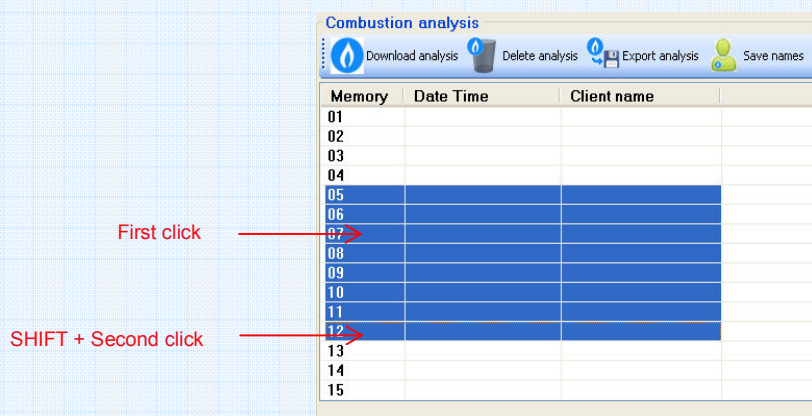 Combustion analysis
Download analysis Delete analysis Export analysis Save names
Memory Date Time Client name
01
02
03
04
05
06
First click 07
08
09
10
11
SHIFT + Second click 12
13
14
15